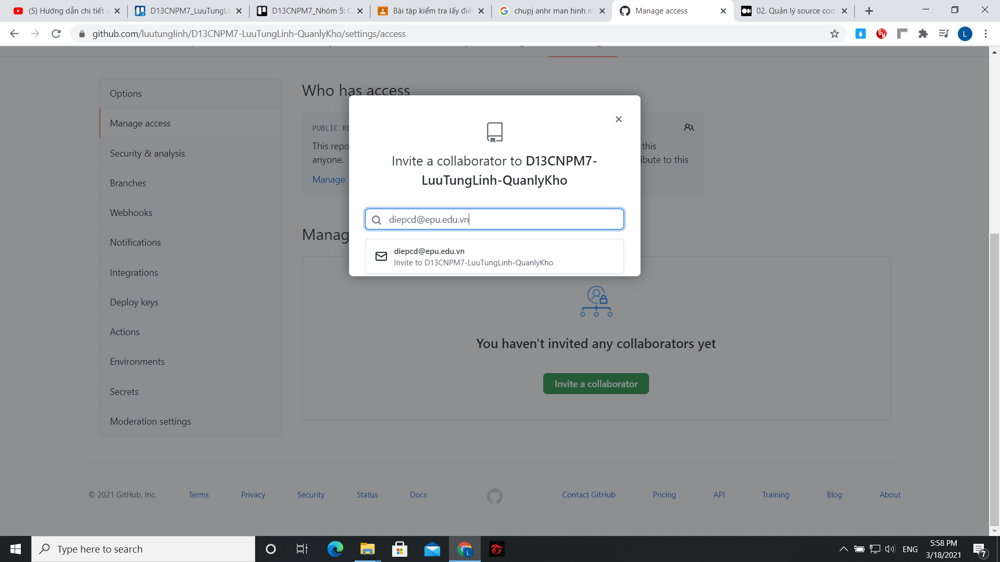 (5) Hướng dẫn chi tiết s
D13CNPM7_LuuTungLi
D13CNPM7_Nhóm 5: C
Bài tập kiểm tra lấy điể
chupj anhr man hinh m
Manage access
02. Quản lý source cod
github.com/luutunglinh/D13CNPM7-LuuTungLinh-QuanlyKho/settings/access
L
Options
Manage access
Security & analysis
Branches
Webhooks
Notifications
Integrations
Deploy keys
Actions
Environments
Secrets
Moderation settings
Who has access
PUBLIC RE
This repo
anyone.
Manage
this
ibute to this
Invite a collaborator to D13CNPM7-
LuuTungLinh-QuanlyKho
diepcd@epu.edu.vn
diepcd@epu.edu.vn
Invite to D13CNPM7-LuuTungLinh-QuanlyKho
Manag
You haven't invited any collaborators yet
Invite a collaborator
© 2021 GitHub, Inc.
Terms
Privacy
Security
Status
Docs
Contact GitHub
Pricing
API
Training
Blog
About
Type here to search
L
ENG
5:58 PM
3/18/2021
7